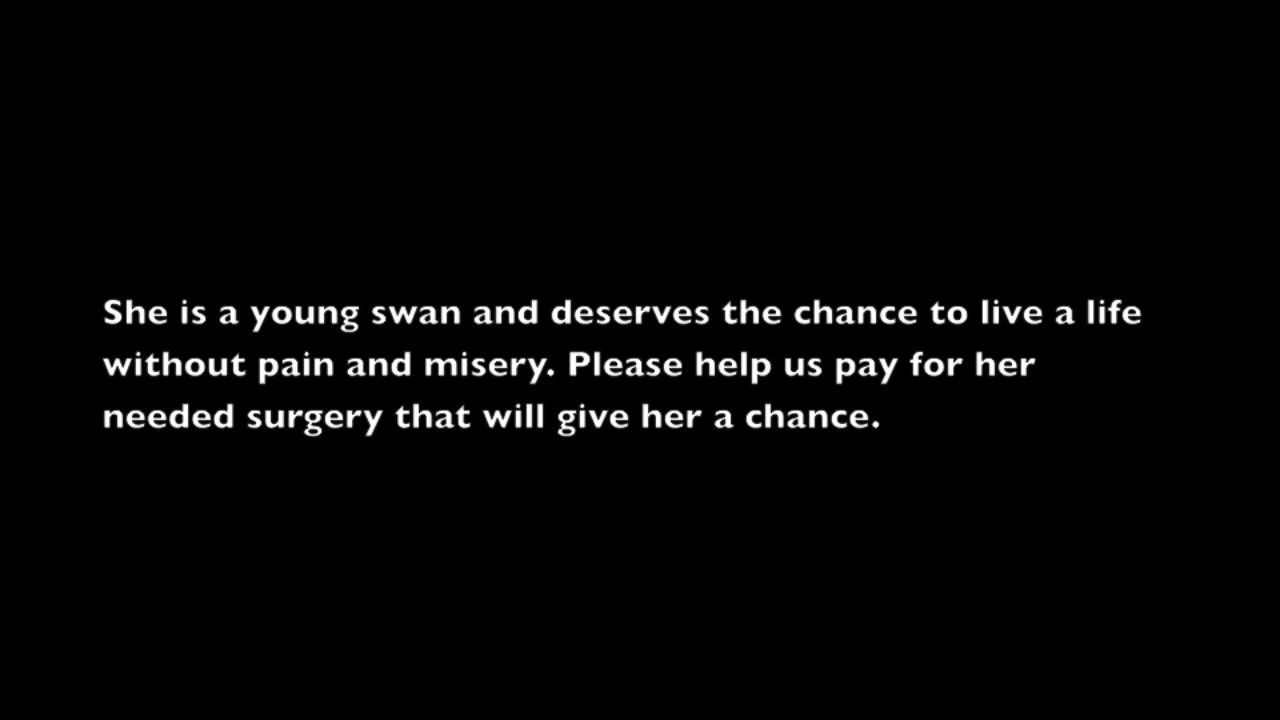 She is a young swan and deserves the chance to live a life
without pain and misery. Please help us pay for her
needed surgery that will give her a chance.